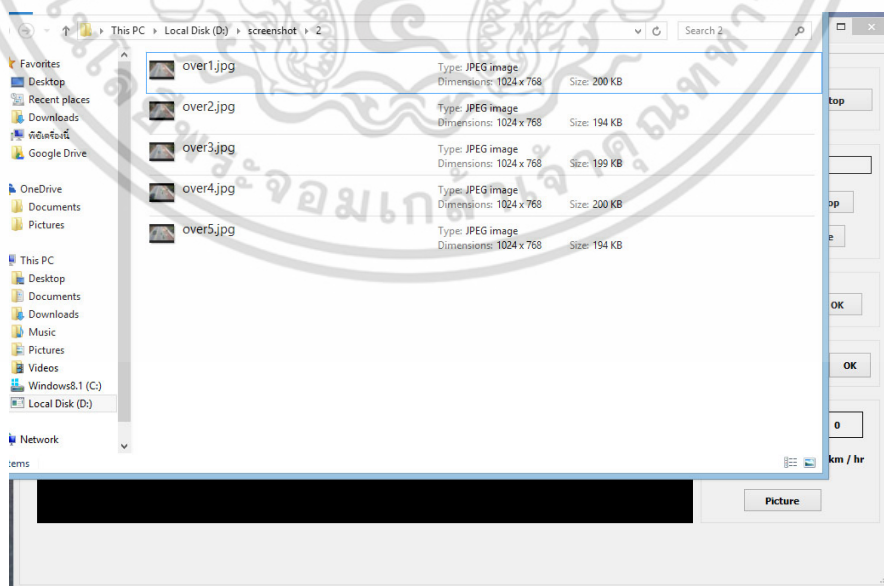 This PC ▸ Local Disk (D:) ▸ screenshot ▸ 2
Search 2
Favorites
Desktop
Recent places
Downloads
พีซีเครื่องนี้
Google Drive
OneDrive
Documents
Pictures
This PC
Desktop
Documents
Downloads
Music
Pictures
Videos
Windows8.1 (C:)
Local Disk (D:)
Network
over1.jpg
Type: JPEG image
Dimensions: 1024 x 768
Size: 200 KB
over2.jpg
Type: JPEG image
Dimensions: 1024 x 768
Size: 194 KB
over3.jpg
Type: JPEG image
Dimensions: 1024 x 768
Size: 199 KB
over4.jpg
Type: JPEG image
Dimensions: 1024 x 768
Size: 200 KB
over5.jpg
Type: JPEG image
Dimensions: 1024 x 768
Size: 194 KB
top
op
e
OK
OK
0
km / hr
Picture
tems